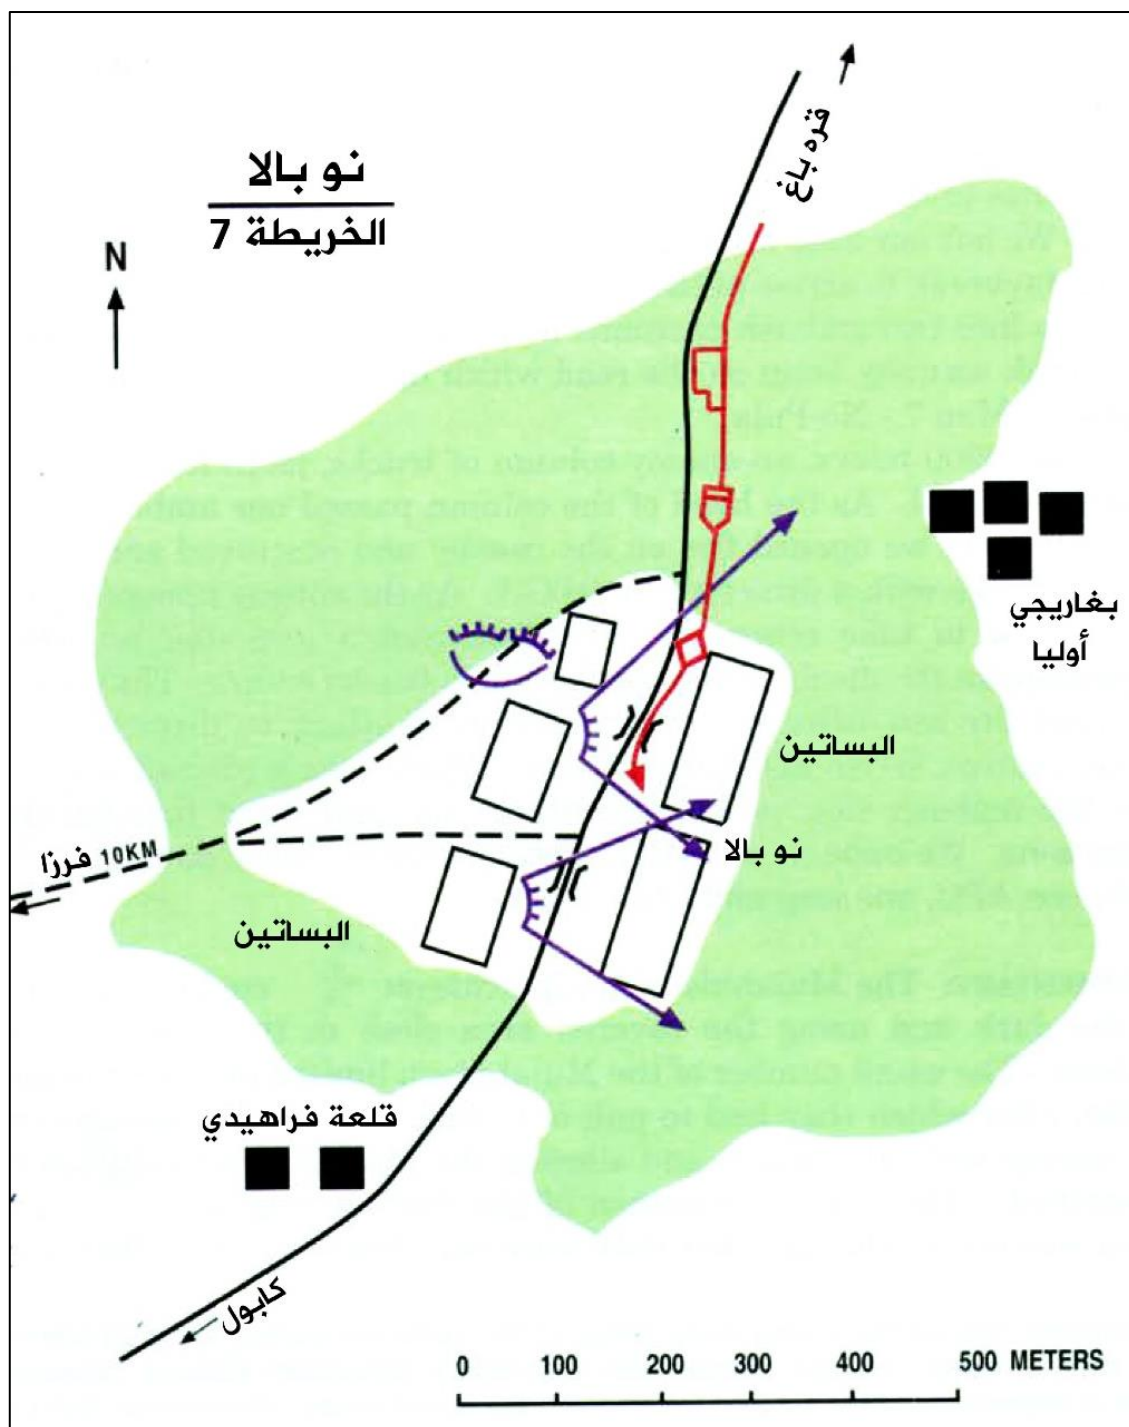 قره باغ
نو بالا
الخريطة 7
N
بغاريجي
أوليا
البساتين
نو بالا
10KM فرزا
البساتين
قلعة فراهيدي
كابول
0 100 200 300 400 500 METERS